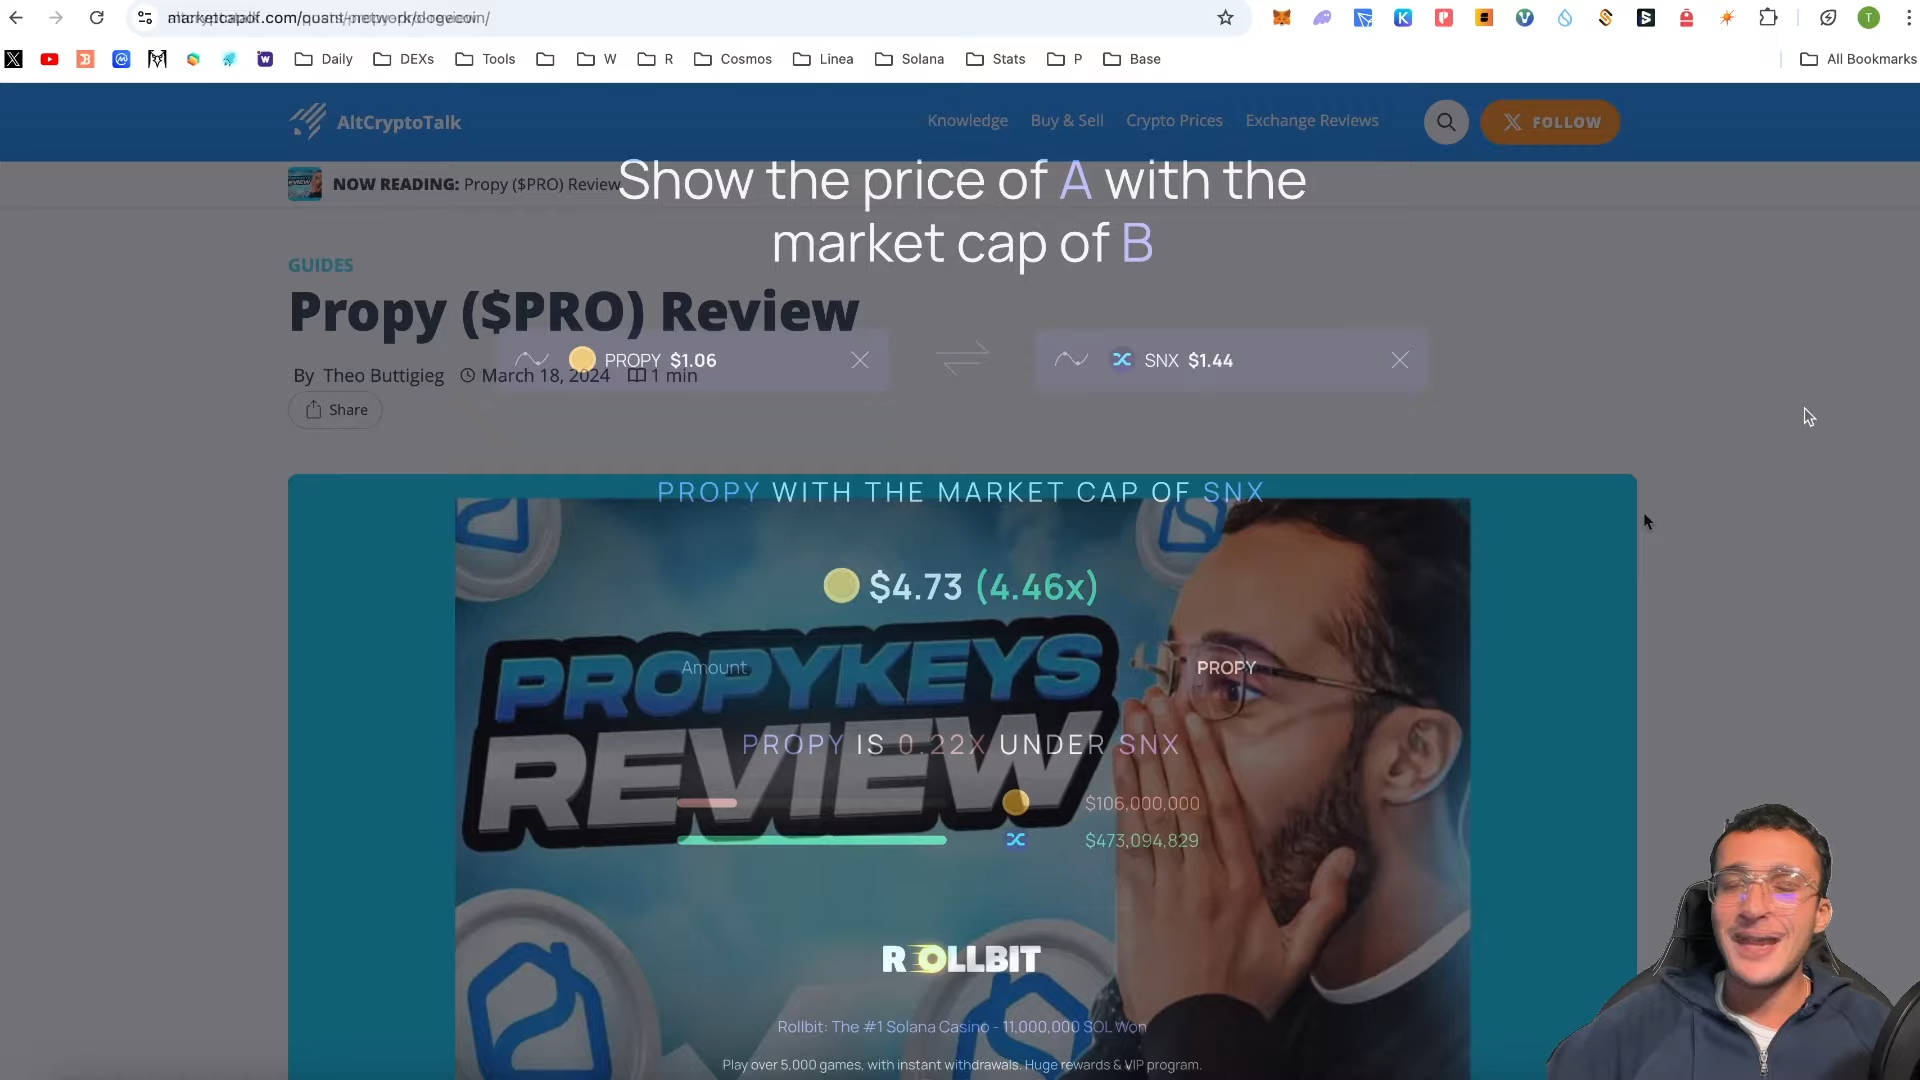 Daily
DEXs
Tools
W
R
Cosmos
Linea
Solana
Stats
P
Base
All Bookmarks
T
AltCryptoTalk
Knowledge
Buy & Sell
Crypto Prices
Exchange Reviews
FOLLOW
NOW READING: Propy ($PRO) Review
Show the price of A with the
market cap of B
GUIDES
Propy ($PRO) Review
PROPY $1.06
SNX $1.44
By Theo Buttigieg
March 18, 2024
1 min
Share
PROPY WITH THE MARKET CAP OF SNX
$4.73 (4.46x)
PROPYKEYS
REVIEW
Amount
PROPY
PROPY IS 0.22X UNDER SNX
$106,000,000
$473,094,829
ROLLBIT
Rollbit: The #1 Solana Casino - 11,000,000 SOL Won
Play over 5,000 games, with instant withdrawals. Huge rewards & VIP program.